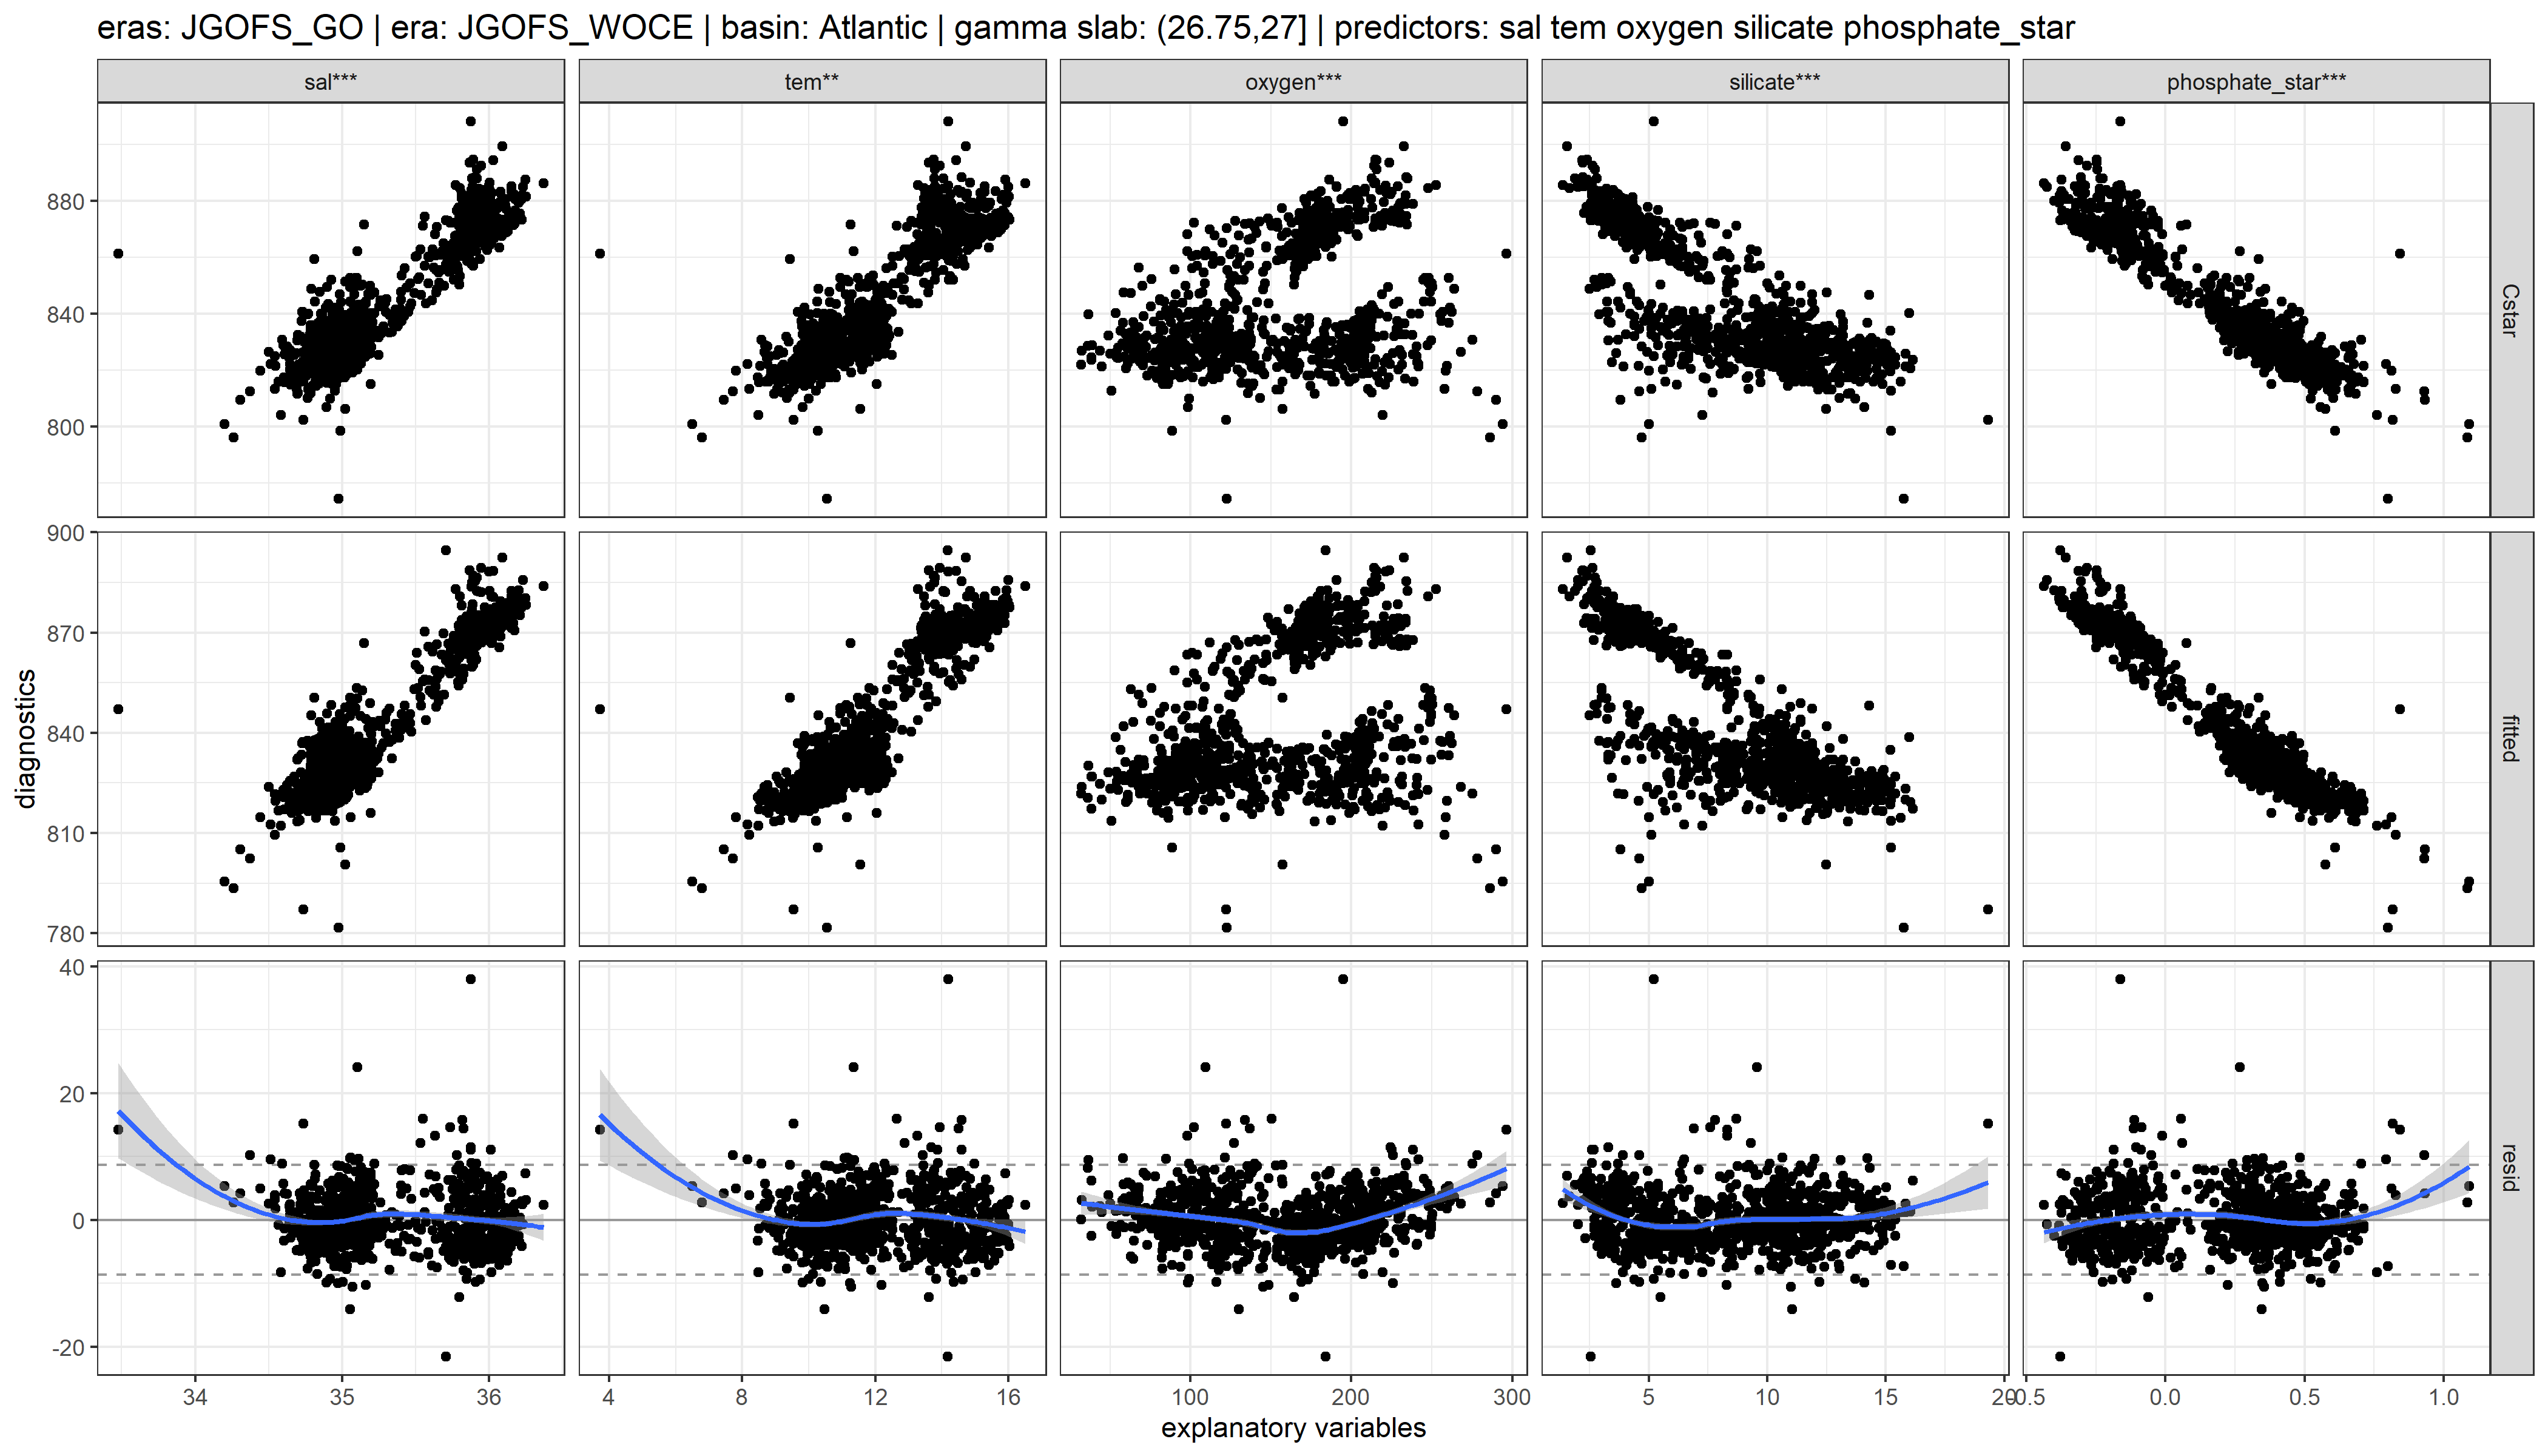 eras: JGOFS_GO | era: JGOFS_WOCE | basin: Atlantic | gamma slab: (26.75,27] | predictors: sal tem oxygen silicate phosphate_star
sal*** tem** oxygen*** silicate*** phosphate_star***
880
840
800
Cstar
900
870
840
810
780
fitted
diagnostics
40
20
0
-20
resid
34 35 36 4 8 12 16 100 200 300 5 10 15 20 -0.5 0.0 0.5 1.0
explanatory variables